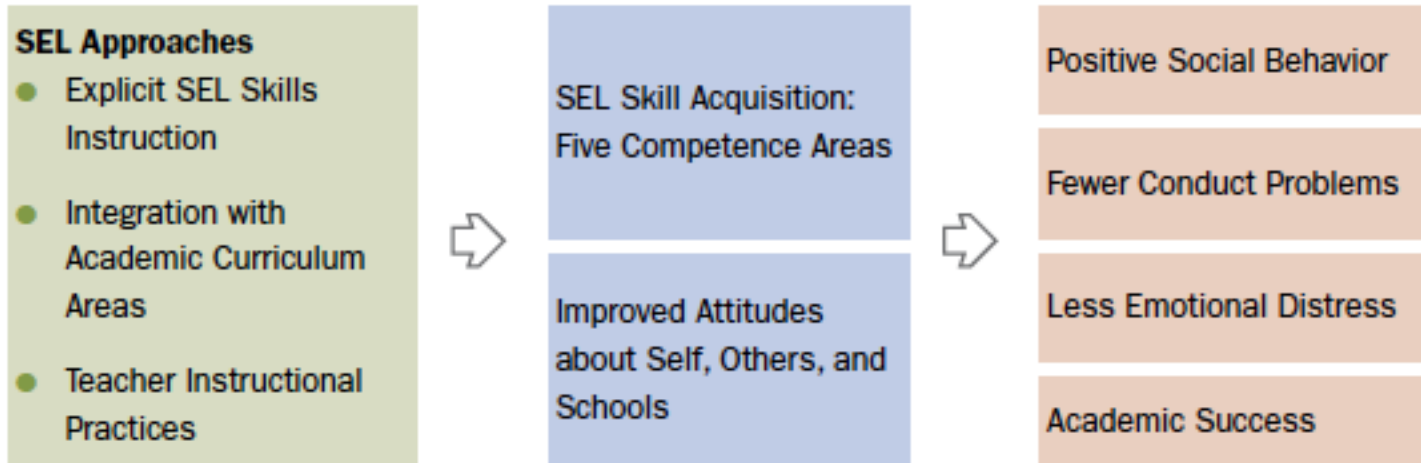 SEL Approaches
Explicit SEL Skills
Instruction
Integration with
Academic Curriculum
Areas
Teacher Instructional
Practices
SEL Skill Acquisition:
Five Competence Areas
Improved Attitudes
about Self, Others, and
Schools
Positive Social Behavior
Fewer Conduct Problems
Less Emotional Distress
Academic Success